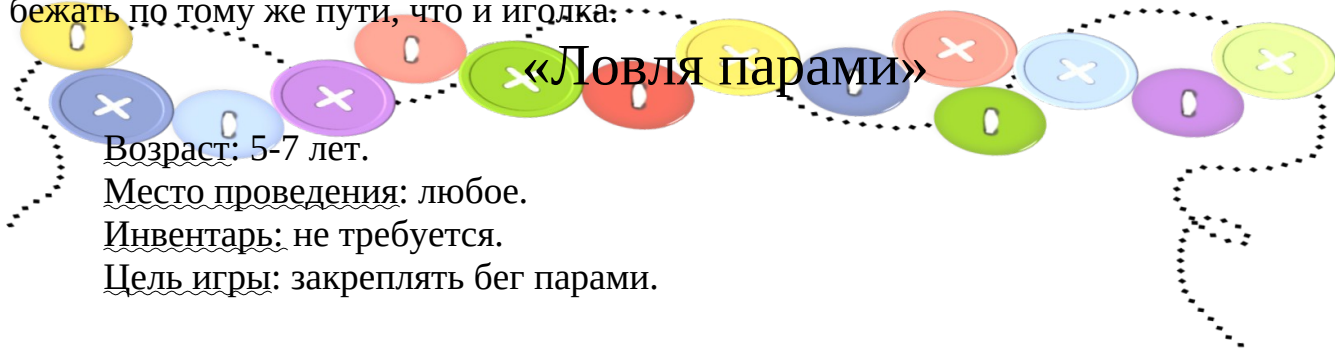 бежать по тому же пути, что и иголка.
«Ловля парами»
Возраст: 5-7 лет.
Место проведения: любое.
Инвентарь: не требуется.
Цель игры: закреплять бег парами.